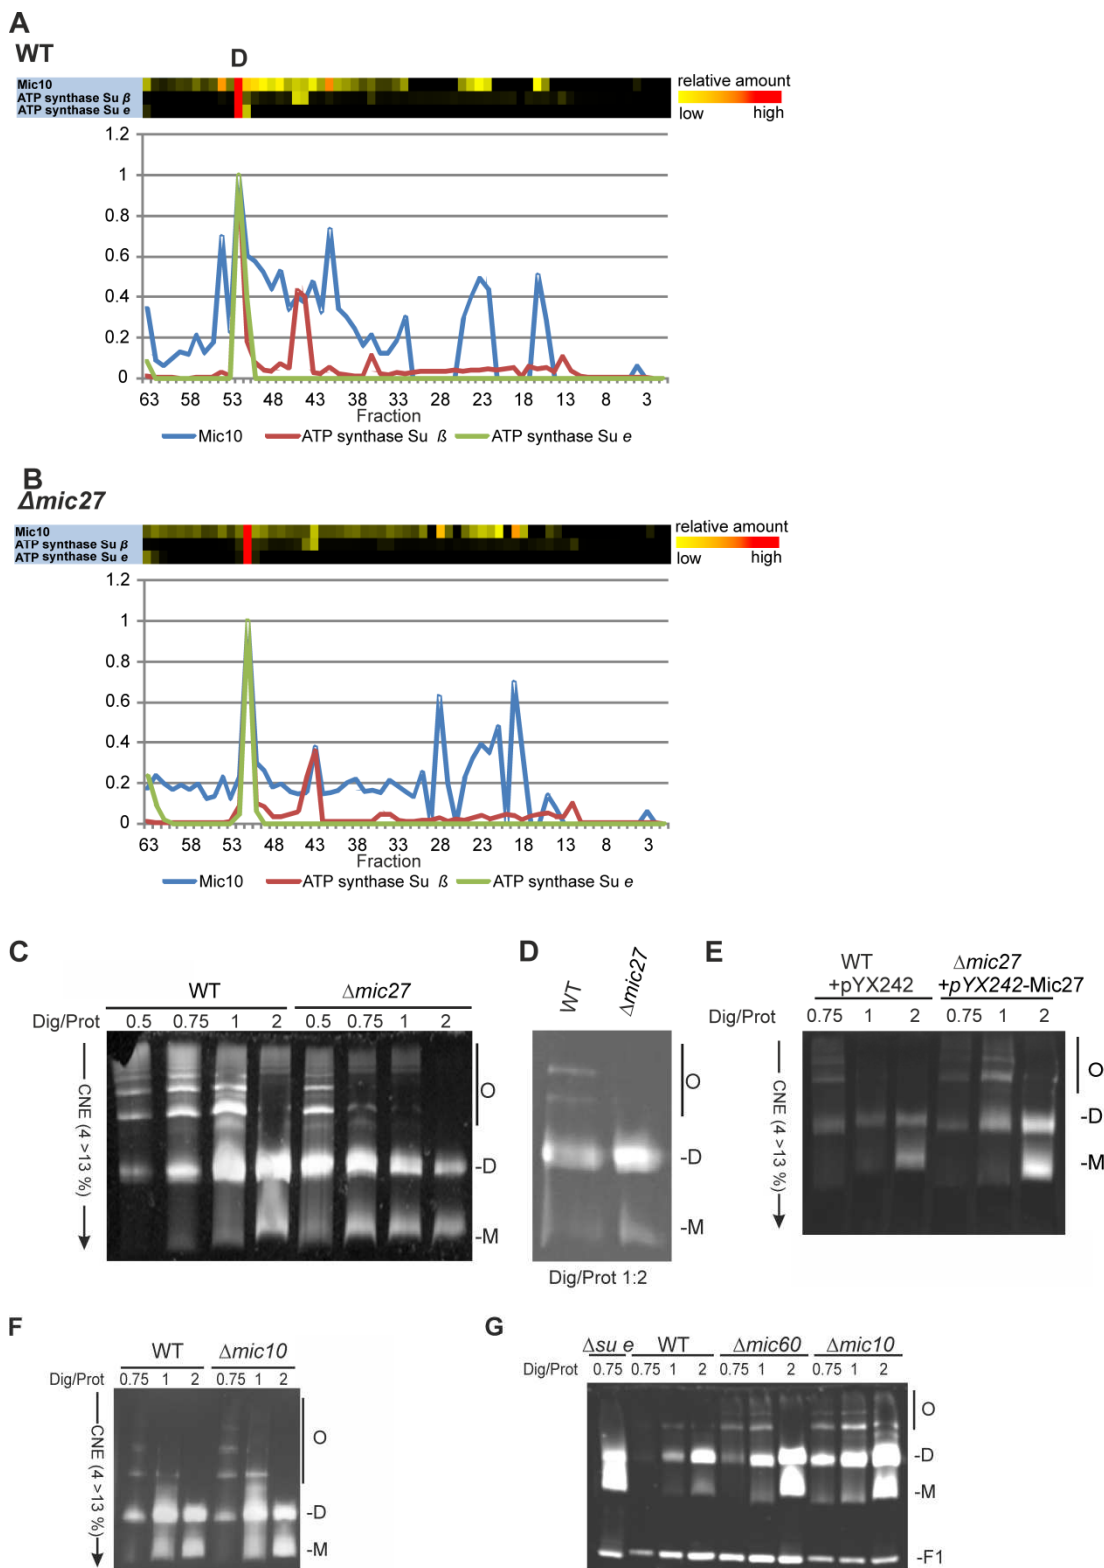 A
WT
D
Mic10
ATP synthase Su β
ATP synthase Su e
relative amount
low high
1.2
1
0.8
0.6
0.4
0.2
0
63 58 53 48 43 38 33 28 23 18 13 8 3
Fraction
Mic10 ATP synthase Su ß ATP synthase Su e
B
Δmic27
Mic10
ATP synthase Su β
ATP synthase Su e
relative amount
low high
1.2
1
0.8
0.6
0.4
0.2
0
63 58 53 48 43 38 33 28 23 18 13 8 3
Fraction
Mic10 ATP synthase Su ß ATP synthase Su e
C
WT Δmic27
Dig/Prot 0.5 0.75 1 2 0.5 0.75 1 2
CNE (4 >13 %)
O
-D
-M
D
WT Δmic27
O
-D
-M
Dig/Prot 1:2
E
WT Δmic27
+pYX242 +pYX242-Mic27
Dig/Prot 0.75 1 2 0.75 1 2
CNE (4 >13 %)
O
-D
-M
F
WT Δmic10
Dig/Prot 0.75 1 2 0.75 1 2
CNE (4 >13 %)
O
-D
-M
G
Δsu e WT Δmic60 Δmic10
Dig/Prot 0.75 0.75 1 2 0.75 1 2 0.75 1 2
O
-D
-M
-F1